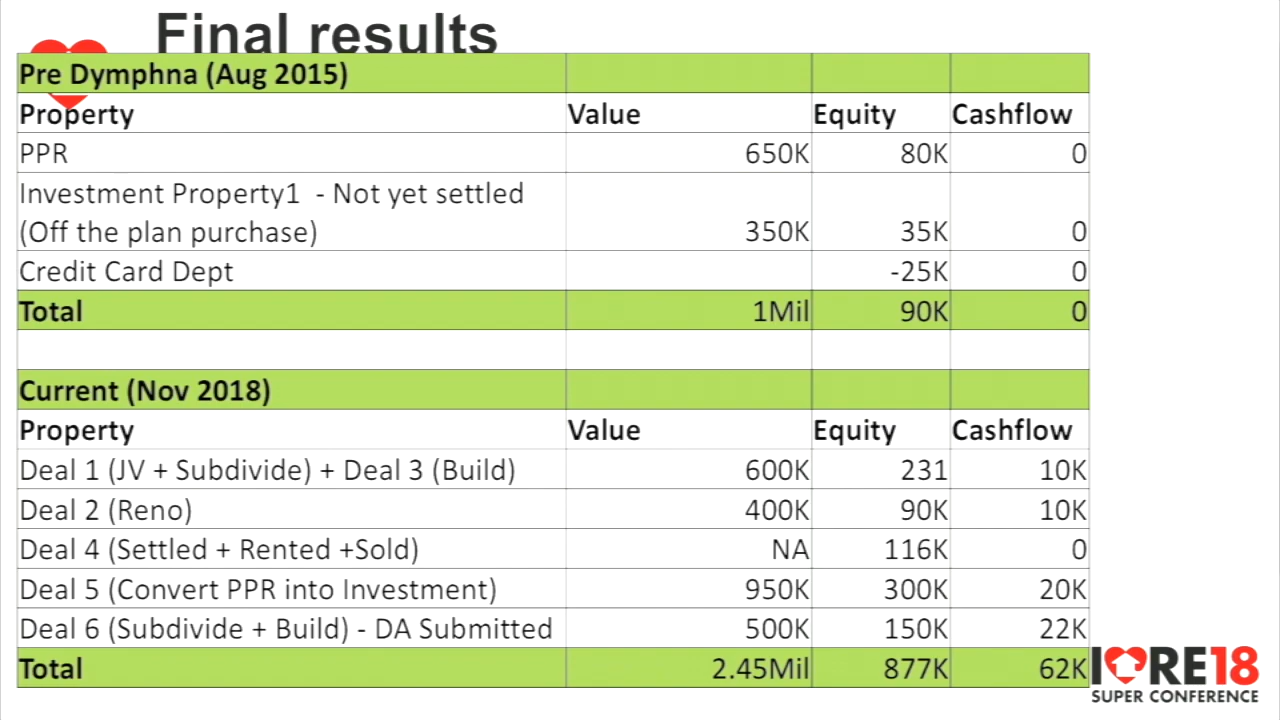 Final results
Pre Dymphna (Aug 2015)
Property Value Equity Cashflow
PPR 650K 80K 0
Investment Property1 - Not yet settled
(Off the plan purchase) 350K 35K 0
Credit Card Dept -25K 0
Total 1Mil 90K 0
Current (Nov 2018)
Property Value Equity Cashflow
Deal 1 (JV + Subdivide) + Deal 3 (Build) 600K 231 10K
Deal 2 (Reno) 400K 90K 10K
Deal 4 (Settled + Rented +Sold) NA 116K 0
Deal 5 (Convert PPR into Investment) 950K 300K 20K
Deal 6 (Subdivide + Build) - DA Submitted 500K 150K 22K
Total 2.45Mil 877K 62K
I ORE18
SUPER CONFERENCE